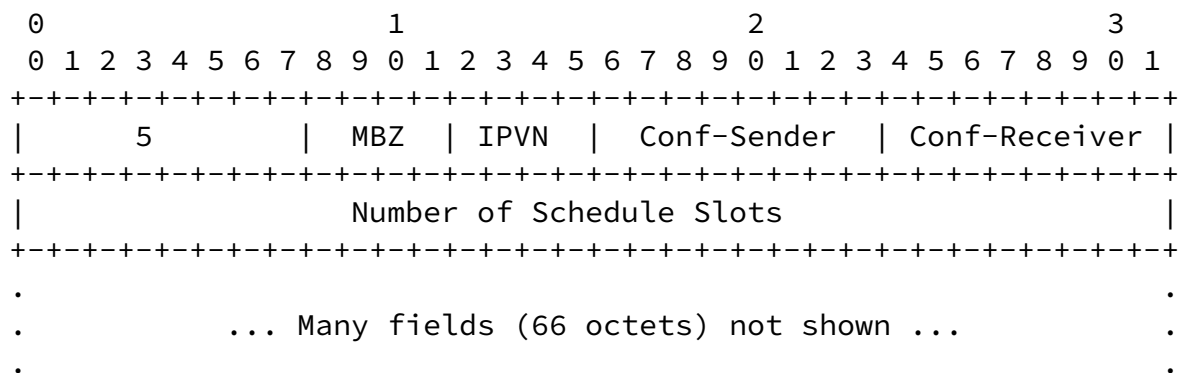 0                   1                   2                   3
 0 1 2 3 4 5 6 7 8 9 0 1 2 3 4 5 6 7 8 9 0 1 2 3 4 5 6 7 8 9 0 1
+-+-+-+-+-+-+-+-+-+-+-+-+-+-+-+-+-+-+-+-+-+-+-+-+-+-+-+-+-+-+-+-+
|      5        |  MBZ  | IPVN  |  Conf-Sender  | Conf-Receiver |
+-+-+-+-+-+-+-+-+-+-+-+-+-+-+-+-+-+-+-+-+-+-+-+-+-+-+-+-+-+-+-+-+
|                  Number of Schedule Slots                     |
+-+-+-+-+-+-+-+-+-+-+-+-+-+-+-+-+-+-+-+-+-+-+-+-+-+-+-+-+-+-+-+-+
.                                                               .
.           ... Many fields (66 octets) not shown ...           .
.                                                               .